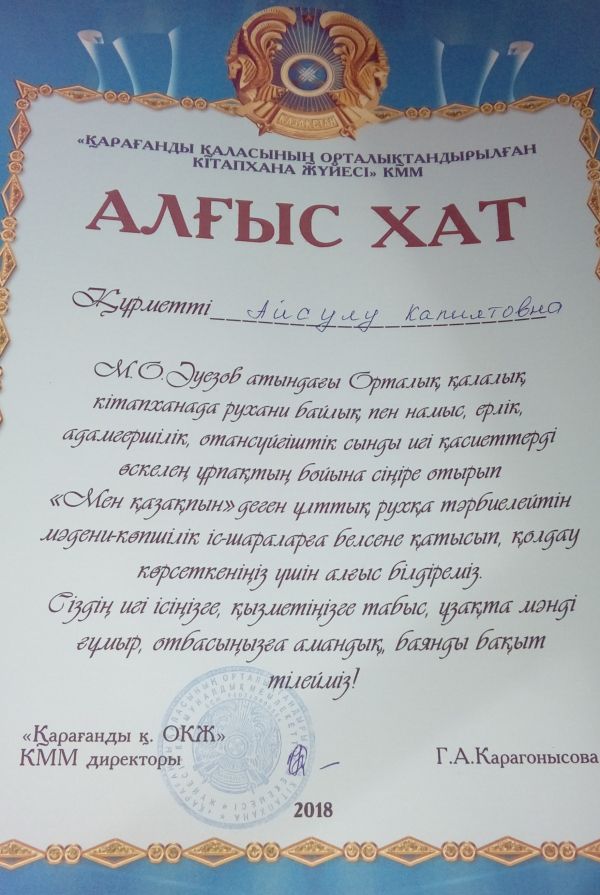 ҚАЗАҚСТАН
«ҚАРАҒАНДЫ ҚАЛАСЫНЫҢ ОРТАЛЫҚТАНДЫРЫЛҒАН
КІТАПХАНА ЖҮЙЕСІ» КММ
АЛҒЫС ХАТ
Құрметті Айсулу Капиятовна
М.О.Әуезов атындағы Орталық қалалық
кітапханада рухани байлық пен намыс, ерлік,
адамгершілік, отансүйгіштік сынды игі қасиеттерді
өскелең ұрпақтың бойына сіңіре отырып
«Мен қазақпын» деген ұлттық рухқа тәрбиелейтін
мәдени-көпшілік іс-шараларға белсене қатысып, қолдау
көрсеткеніңіз үшін алғыс білдіреміз.
Сіздің игі ісіңізге, қызметіңізге табыс, ұзақта мәнді
ғұмыр, отбасыңызға амандық, баянды бақыт
тілейміз!
«Қарағанды қ. ОКЖ»
КММ директоры
Г.А.Карагонысова
2018